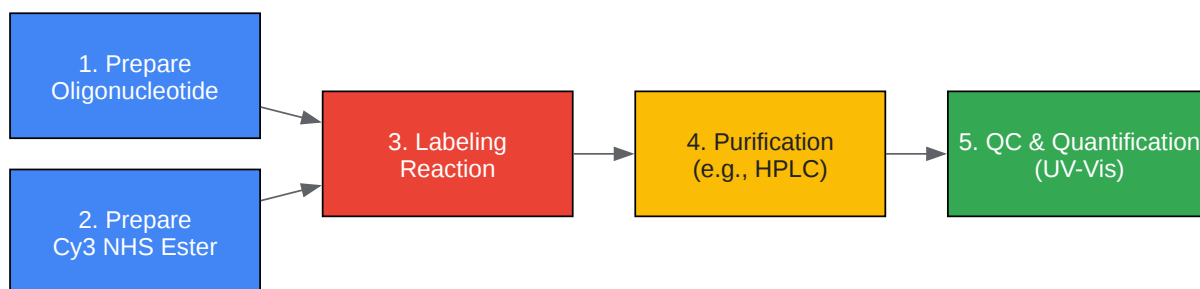 1. Prepare
Oligonucleotide
2. Prepare
Cy3 NHS Ester
3. Labeling
Reaction
4. Purification
(e.g., HPLC)
5. QC & Quantification
(UV-Vis)